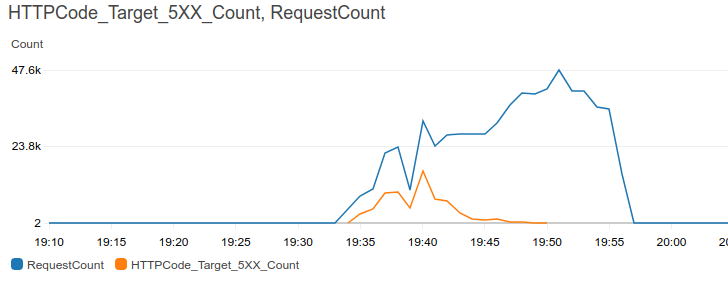 HTTPCode_Target_5XX_Count, RequestCount
Count
47.6k
23.8k
2
19:10 19:15 19:20 19:25 19:30 19:35 19:40 19:45 19:50 19:55 20:00
RequestCount HTTPCode_Target_5XX_Count